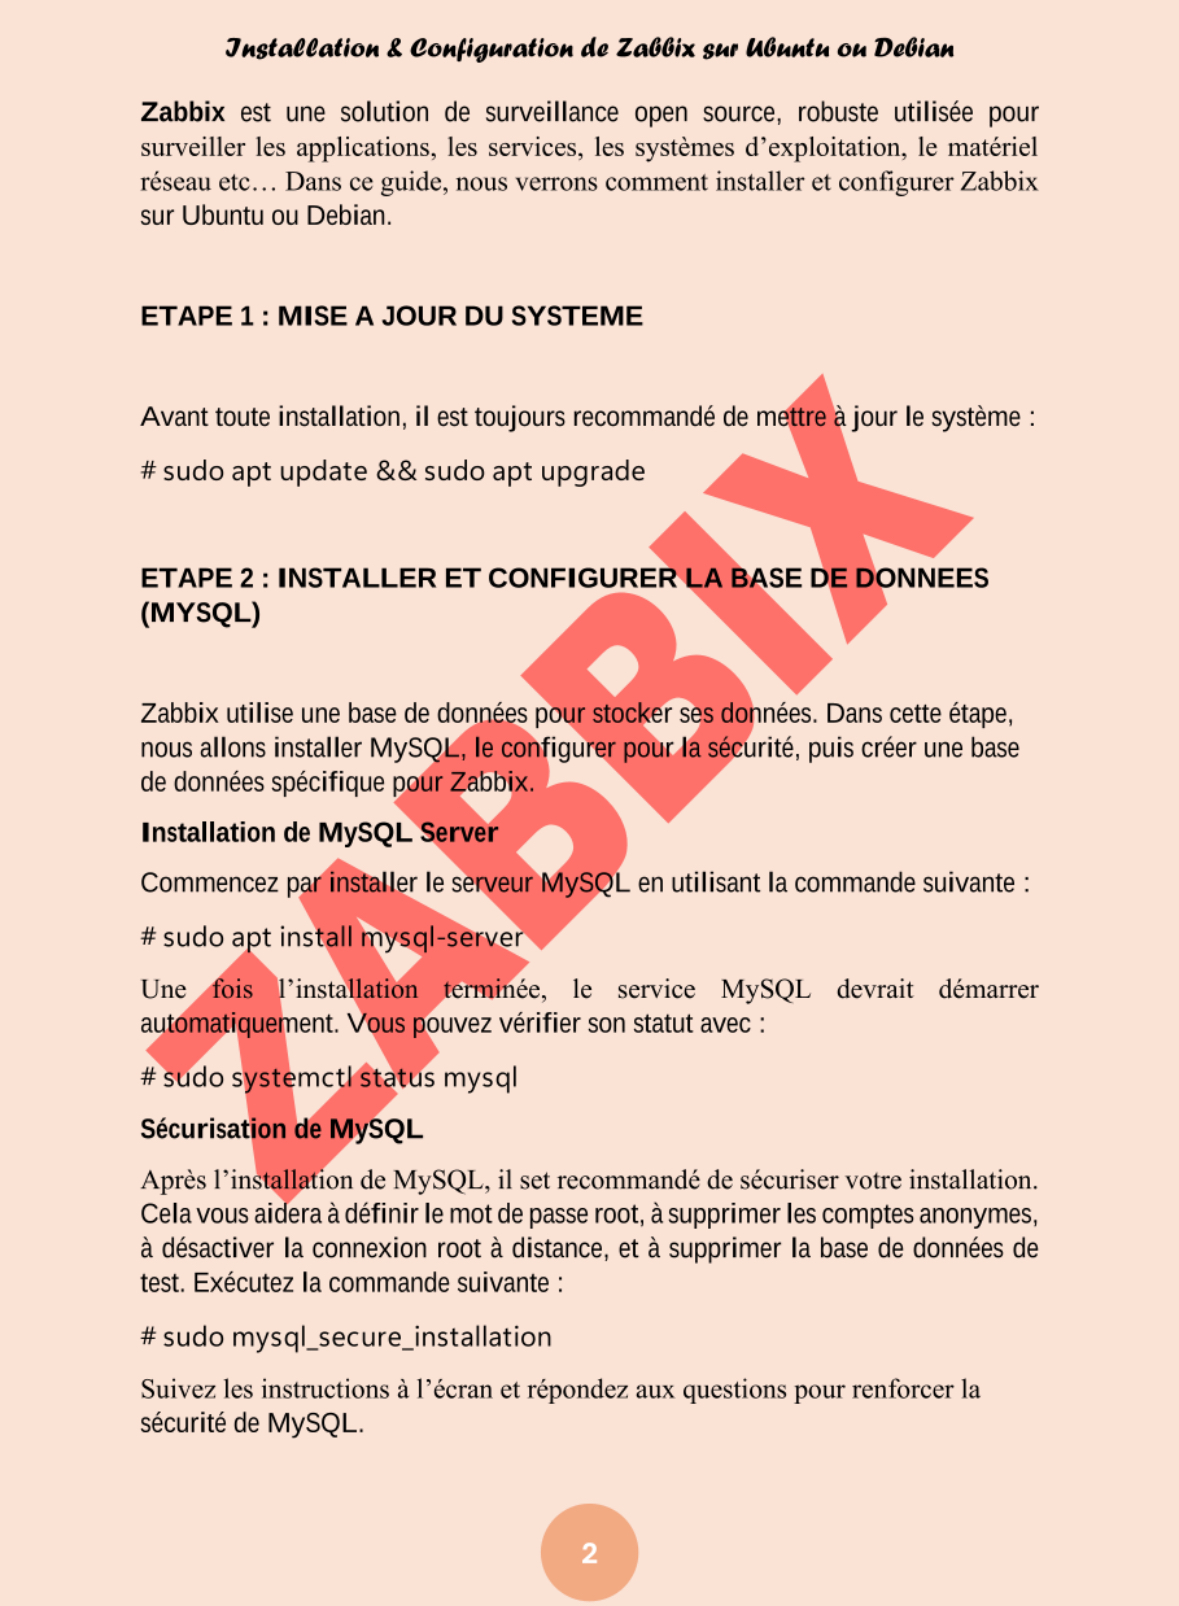 Installation & Configuration de Zabbix sur Ubuntu ou Debian
Zabbix est une solution de surveillance open source, robuste utilisée pour
surveiller les applications, les services, les systèmes d’exploitation, le matériel
réseau etc… Dans ce guide, nous verrons comment installer et configurer Zabbix
sur Ubuntu ou Debian.
ETAPE 1 : MISE A JOUR DU SYSTEME
Avant toute installation, il est toujours recommandé de mettre à jour le système :
# sudo apt update && sudo apt upgrade
ETAPE 2 : INSTALLER ET CONFIGURER LA BASE DE DONNEES
(MYSQL)
Zabbix utilise une base de données pour stocker ses données. Dans cette étape,
nous allons installer MySQL, le configurer pour la sécurité, puis créer une base
de données spécifique pour Zabbix.
Installation de MySQL Server
Commencez par installer le serveur MySQL en utilisant la commande suivante :
# sudo apt install mysql-server
Une fois l’installation terminée, le service MySQL devrait démarrer
automatiquement. Vous pouvez vérifier son statut avec :
# sudo systemctl status mysql
Sécurisation de MySQL
Après l’installation de MySQL, il set recommandé de sécuriser votre installation.
Cela vous aidera à définir le mot de passe root, à supprimer les comptes anonymes,
à désactiver la connexion root à distance, et à supprimer la base de données de
test. Exécutez la commande suivante :
# sudo mysql_secure_installation
Suivez les instructions à l’écran et répondez aux questions pour renforcer la
sécurité de MySQL.
ZABBIX
2